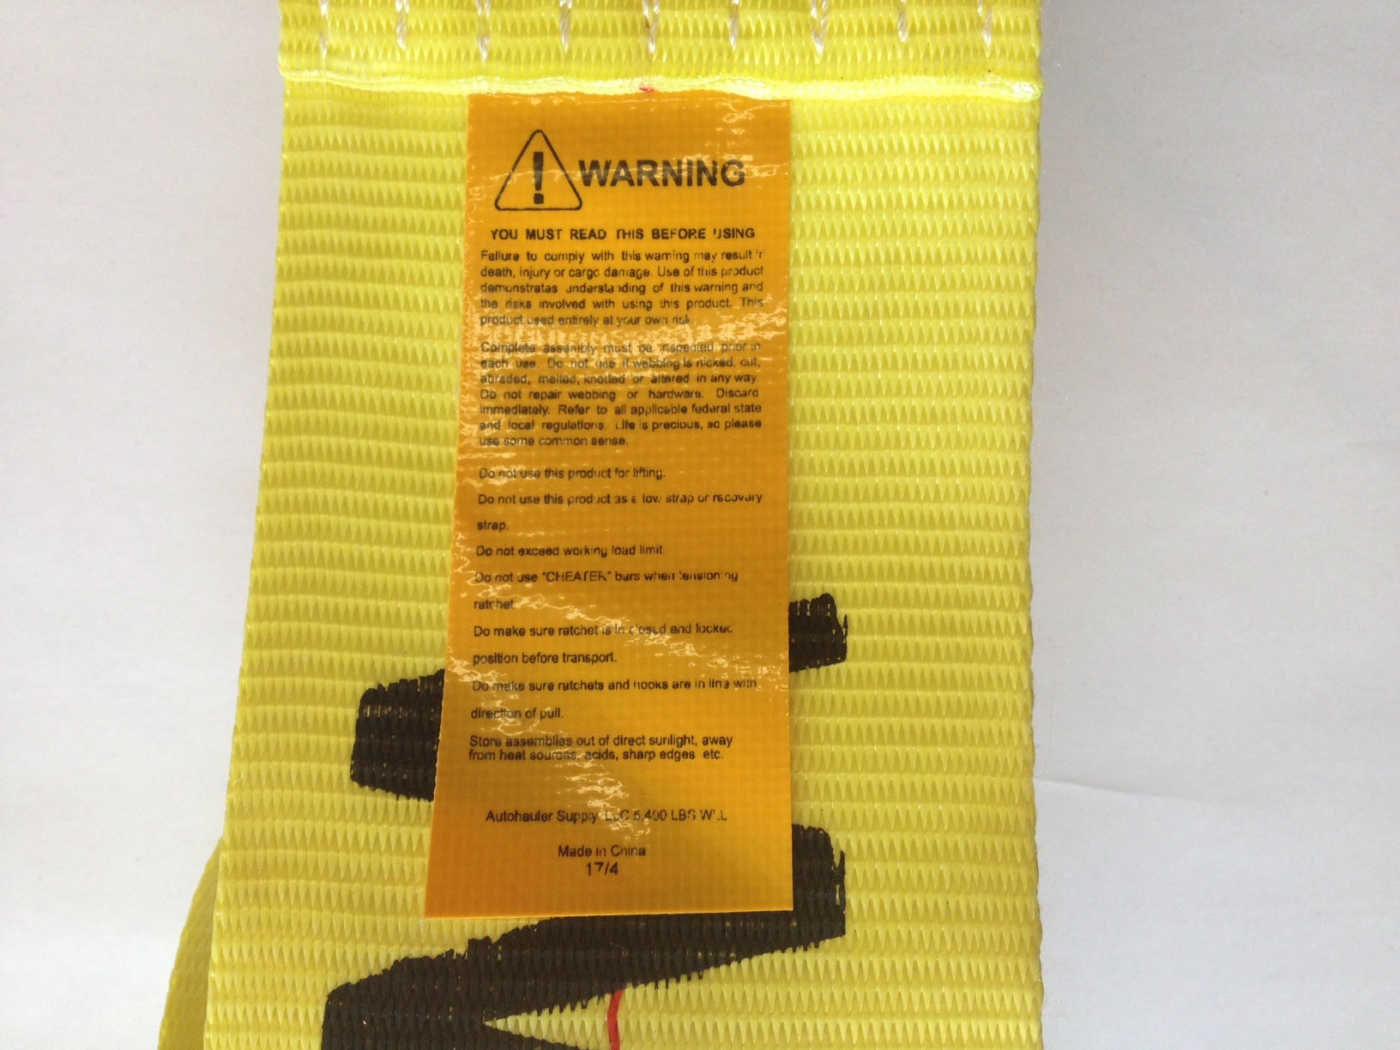 WARNING
YOU MUST READ THIS BEFORE USING
Failure to comply with this warning may result in
death, injury or cargo damage. Use of this product
demonstratas understanding of this warning and
the risks involved with using this product. This
product used entirely at your own risk.
Complete assembly must be inspected prior to
each use. Do not use if webbing is nicked, cut,
abraded, melted, knotted or altered in any way.
Do not repair webbing or hardware. Discard
immediately. Refer to all applicable federal state
and local regulations. Life is precious, so please
use some common sense.
Do not use this product for lifting.
Do not use this product as a tow strap or recovery
strap.
Do not exceed working load limit.
Do not use "CHEATER" bars when tensioning
ratchet.
Do make sure ratchet is in closed and locked
position before transport.
Do make sure ratchets and hooks are in line with
direction of pull.
Store assemblies out of direct sunlight, away
from heat sources, acids, sharp edges etc.
Autohauler Supply LLC 5,400 LBS WLL
Made in China
17/4